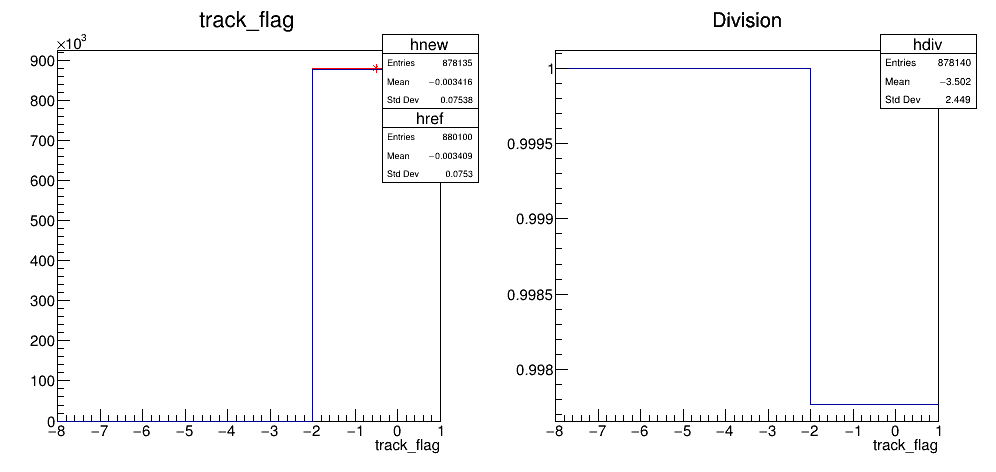 track_flag
×10³
900
800
700
600
500
400
300
200
100
0
−8 −7 −6 −5 −4 −3 −2 −1 0 1
track_flag
hnew
Entries 878135
Mean −0.003416
Std Dev 0.07538
href
Entries 880100
Mean −0.003409
Std Dev 0.0753
Division
1
0.9995
0.999
0.9985
0.998
−8 −7 −6 −5 −4 −3 −2 −1 0 1
track_flag
hdiv
Entries 878140
Mean −3.502
Std Dev 2.449